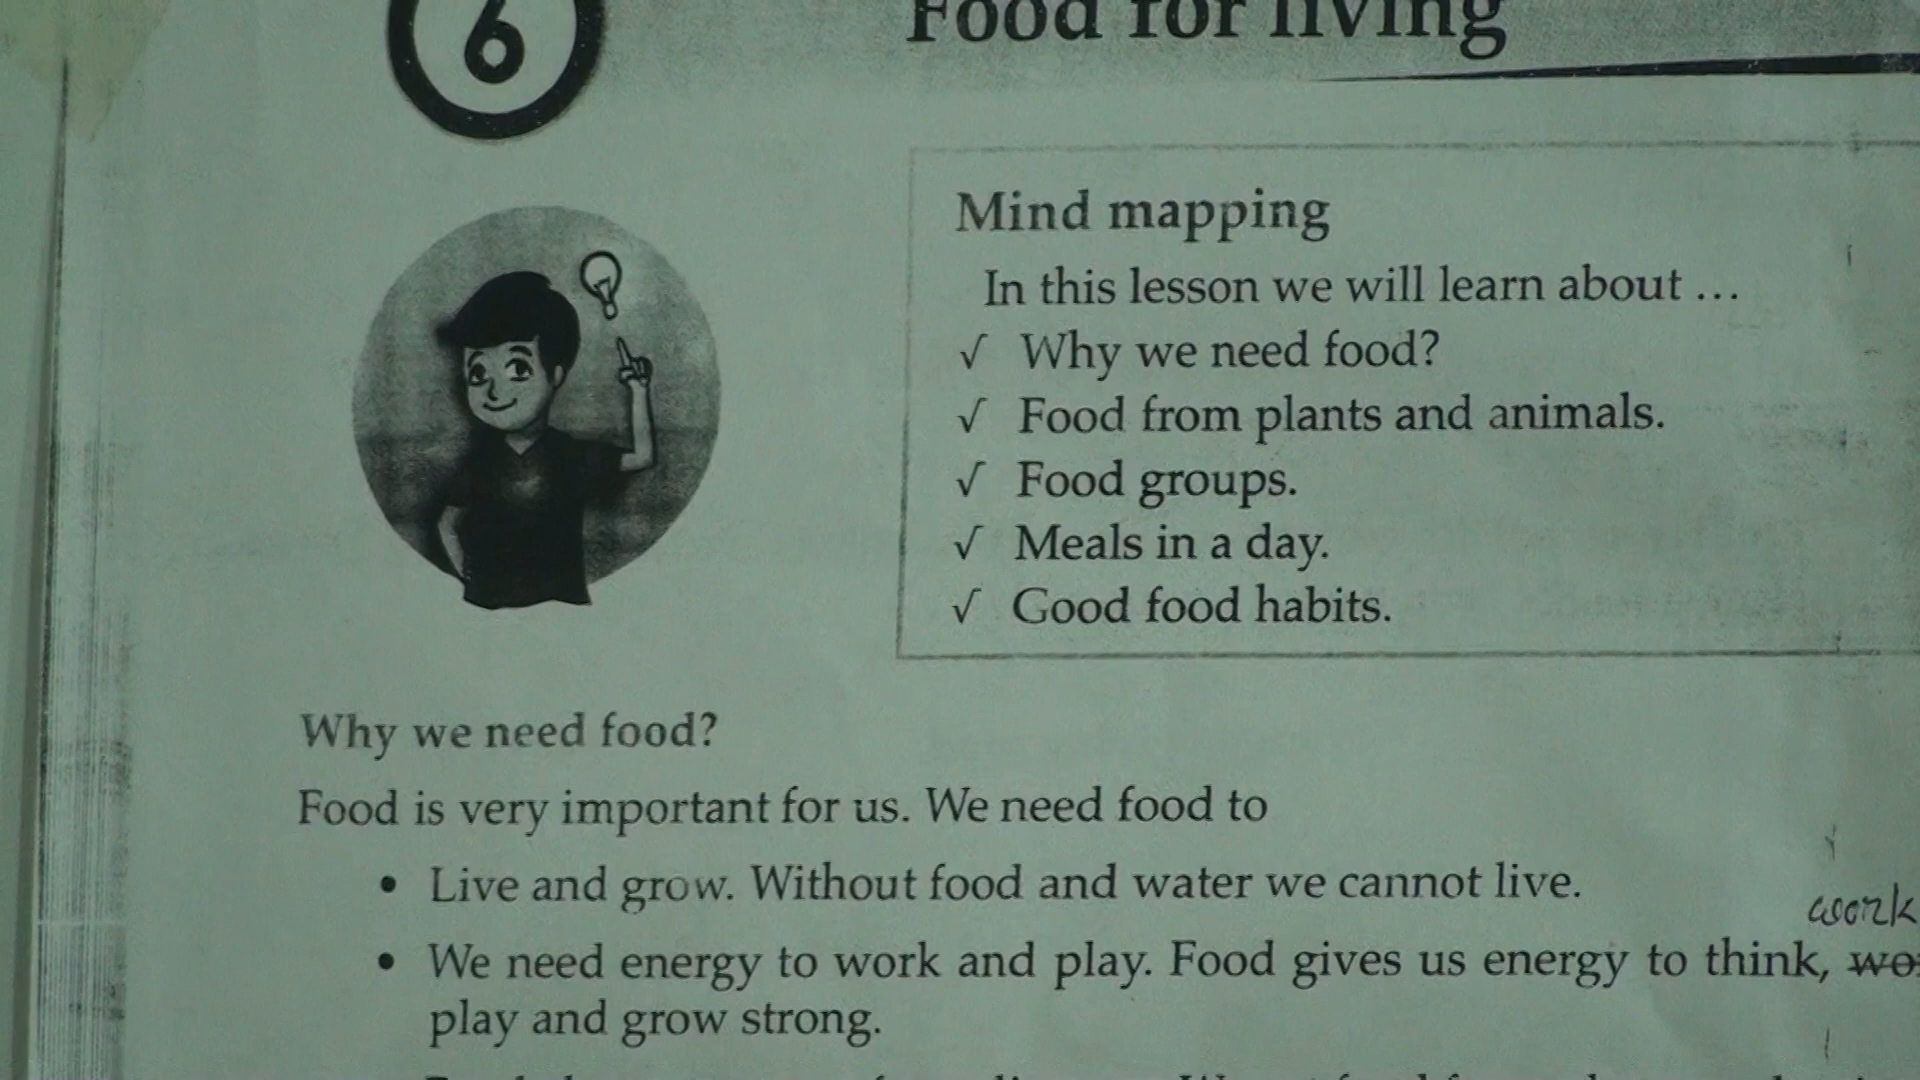 6
Food for living
Mind mapping
In this lesson we will learn about ...
√ Why we need food?
√ Food from plants and animals.
√ Food groups.
√ Meals in a day.
√ Good food habits.
Why we need food?
Food is very important for us. We need food to
• Live and grow. Without food and water we cannot live.
work
• We need energy to work and play. Food gives us energy to think,
play and grow strong.